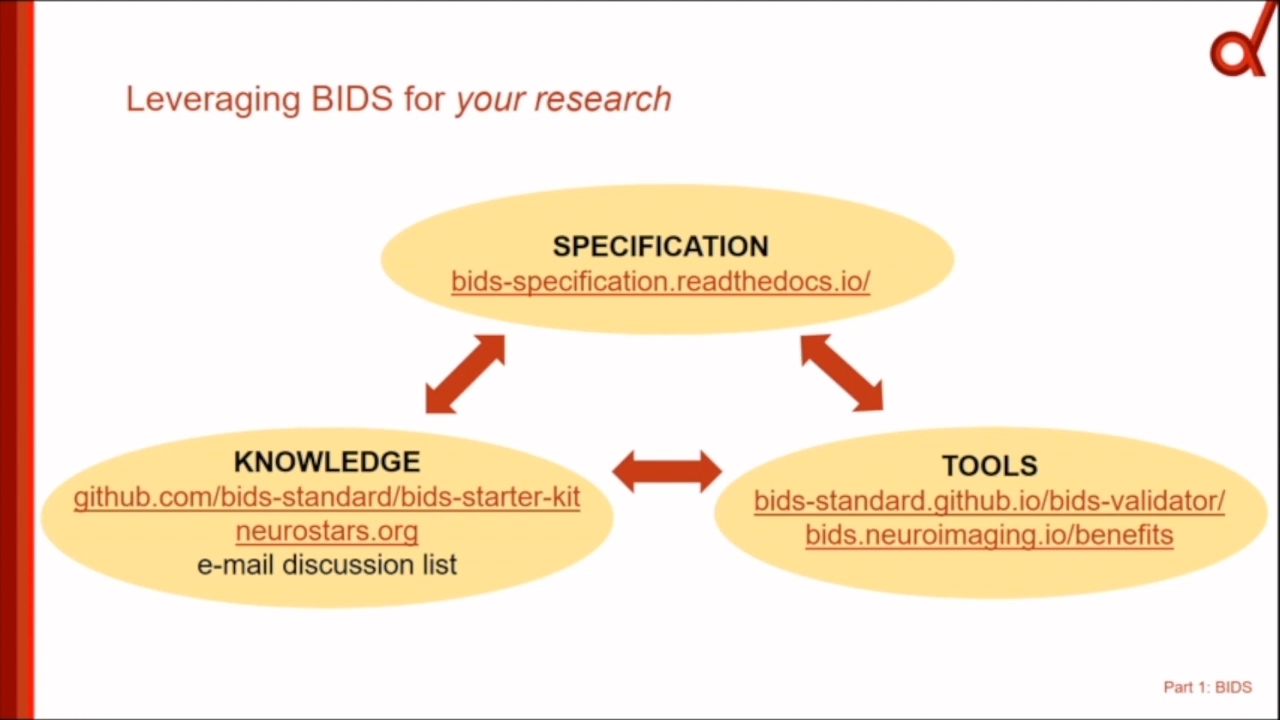 Leveraging BIDS for your research
SPECIFICATION
bids-specification.readthedocs.io/
KNOWLEDGE
github.com/bids-standard/bids-starter-kit
neurostars.org
e-mail discussion list
TOOLS
bids-standard.github.io/bids-validator/
bids.neuroimaging.io/benefits
Part 1: BIDS